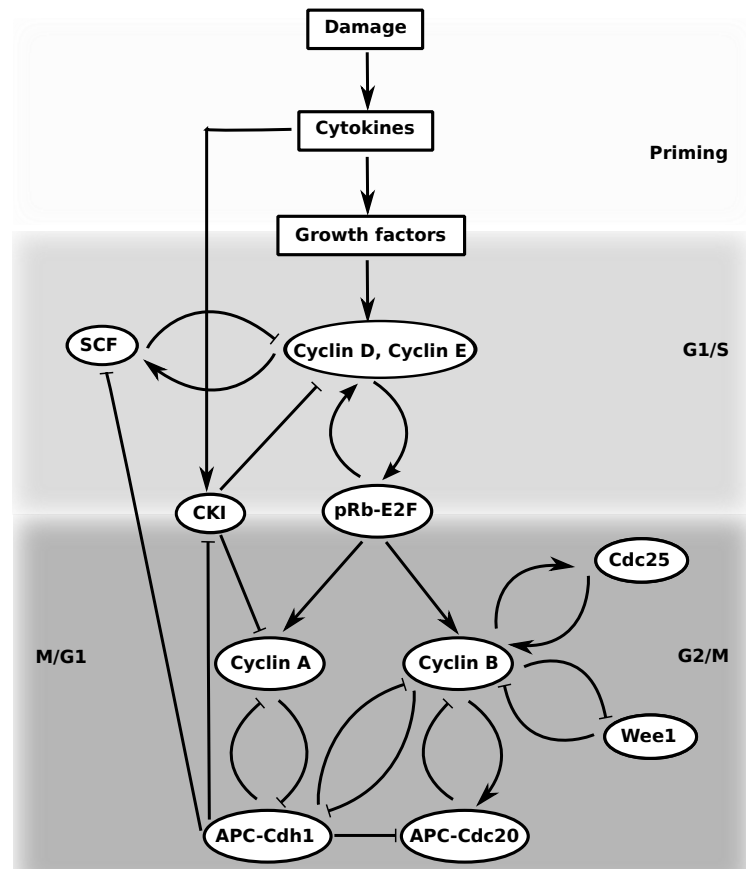 Damage
Cytokines
Priming
Growth factors
SCF
Cyclin D, Cyclin E
G1/S
CKI
pRb-E2F
Cdc25
M/G1
Cyclin A
Cyclin B
G2/M
Wee1
APC-Cdh1
APC-Cdc20